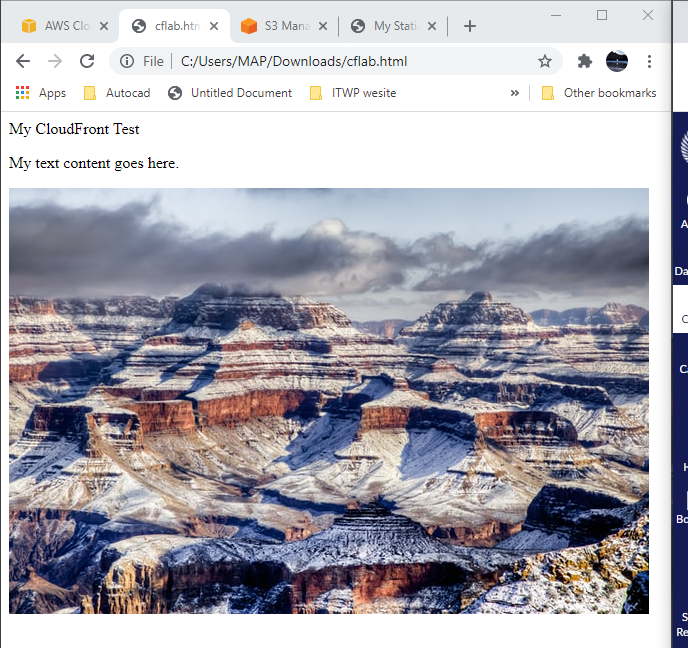 AWS Clo
cflab.htm
S3 Mana
My Stati
File
C:/Users/MAP/Downloads/cflab.html
Apps
Autocad
Untitled Document
ITWP wesite
»
Other bookmarks
My CloudFront Test
My text content goes here.
A
Da
C
Ca
H
Bo
S
Re